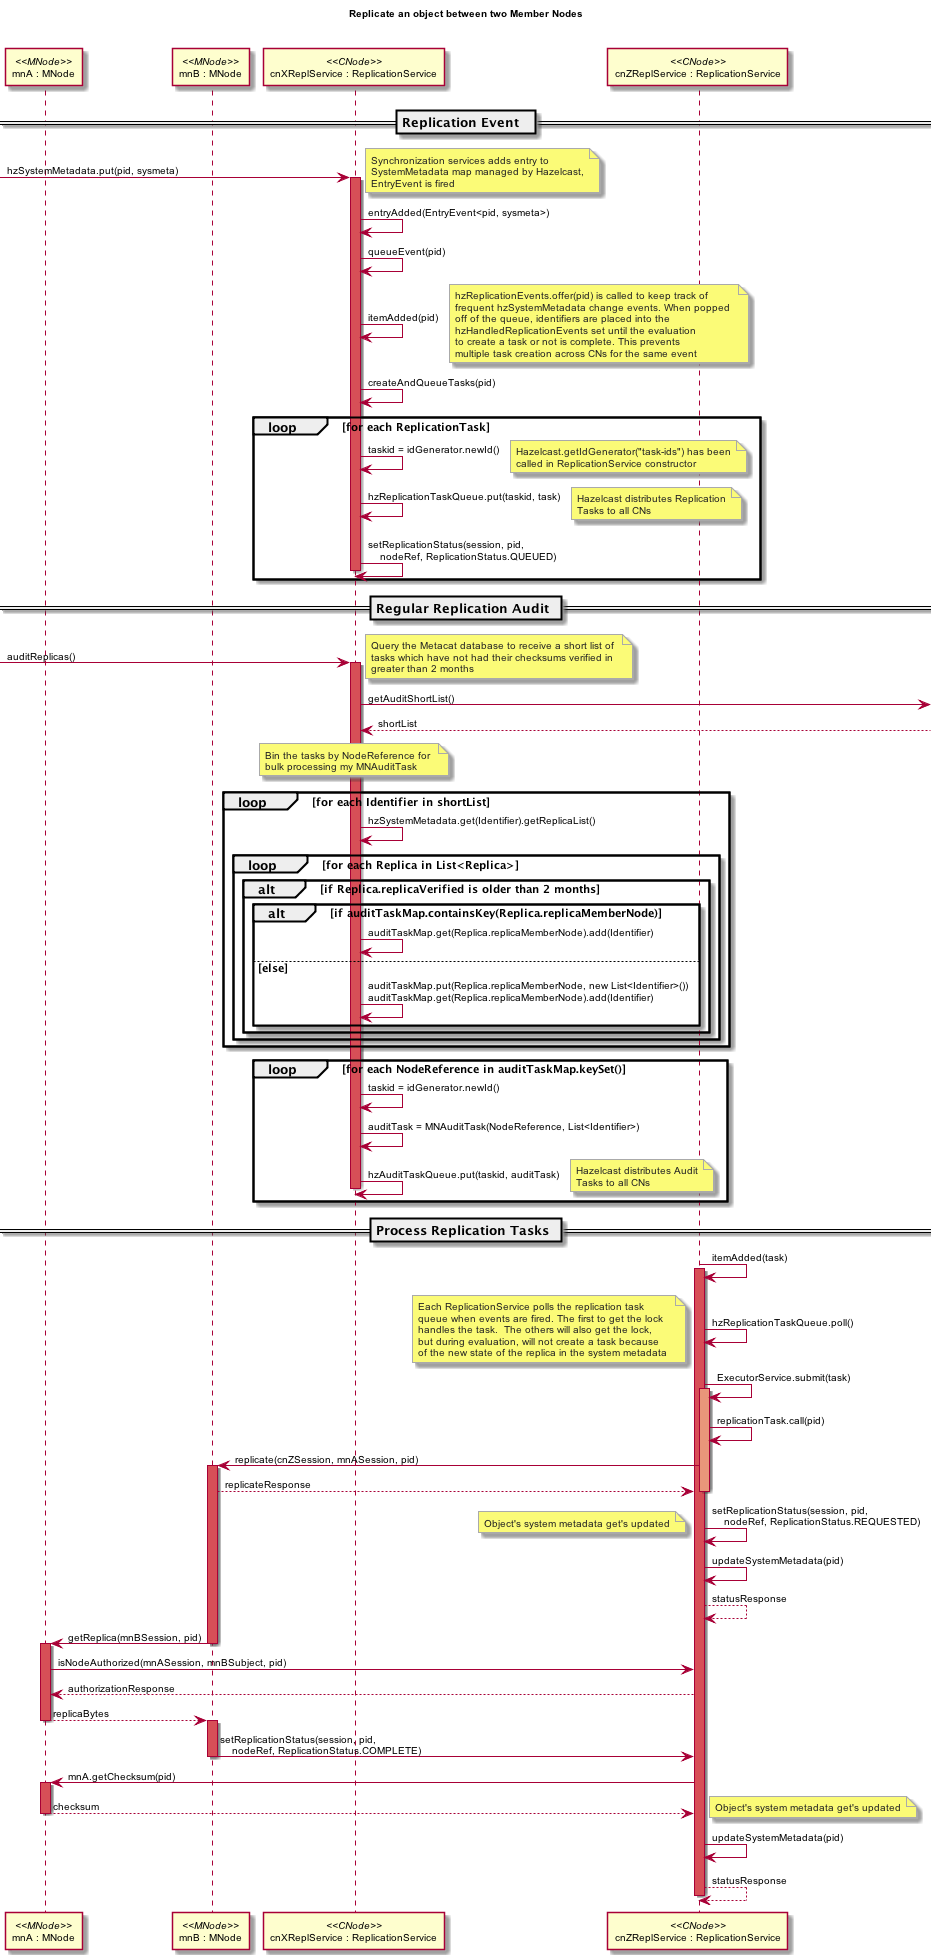 Replicate an object between two Member Nodes
<<MNode>>
mnA : MNode
<<MNode>>
mnB : MNode
<<CNode>>
cnXReplService : ReplicationService
<<CNode>>
cnZReplService : ReplicationService
Replication Event
hzSystemMetadata.put(pid, sysmeta)
Synchronization services adds entry to
SystemMetadata map managed by Hazelcast,
EntryEvent is fired
entryAdded(EntryEvent<pid, sysmeta>)
queueEvent(pid)
itemAdded(pid)
hzReplicationEvents.offer(pid) is called to keep track of
frequent hzSystemMetadata change events. When popped
off of the queue, identifiers are placed into the
hzHandledReplicationEvents set until the evaluation
to create a task or not is complete. This prevents
multiple task creation across CNs for the same event
createAndQueueTasks(pid)
loop
[for each ReplicationTask]
taskid = idGenerator.newId()
Hazelcast.getIdGenerator("task-ids") has been
called in ReplicationService constructor
hzReplicationTaskQueue.put(taskid, task)
Hazelcast distributes Replication
Tasks to all CNs
setReplicationStatus(session, pid,
nodeRef, ReplicationStatus.QUEUED)
Regular Replication Audit
auditReplicas()
Query the Metacat database to receive a short list of
tasks which have not had their checksums verified in
greater than 2 months
getAuditShortList()
shortList
Bin the tasks by NodeReference for
bulk processing my MNAuditTask
loop
[for each Identifier in shortList]
hzSystemMetadata.get(Identifier).getReplicaList()
loop
[for each Replica in List<Replica>]
alt
[if Replica.replicaVerified is older than 2 months]
alt
[if auditTaskMap.containsKey(Replica.replicaMemberNode)]
auditTaskMap.get(Replica.replicaMemberNode).add(Identifier)
[else]
auditTaskMap.put(Replica.replicaMemberNode, new List<Identifier>())
auditTaskMap.get(Replica.replicaMemberNode).add(Identifier)
loop
[for each NodeReference in auditTaskMap.keySet()]
taskid = idGenerator.newId()
auditTask = MNAuditTask(NodeReference, List<Identifier>)
hzAuditTaskQueue.put(taskid, auditTask)
Hazelcast distributes Audit
Tasks to all CNs
Process Replication Tasks
itemAdded(task)
Each ReplicationService polls the replication task
queue when events are fired. The first to get the lock
handles the task.  The others will also get the lock,
but during evaluation, will not create a task because
of the new state of the replica in the system metadata
hzReplicationTaskQueue.poll()
ExecutorService.submit(task)
replicationTask.call(pid)
replicate(cnZSession, mnASession, pid)
replicateResponse
setReplicationStatus(session, pid,
nodeRef, ReplicationStatus.REQUESTED)
Object's system metadata get's updated
updateSystemMetadata(pid)
statusResponse
getReplica(mnBSession, pid)
isNodeAuthorized(mnASession, mnBSubject, pid)
authorizationResponse
replicaBytes
setReplicationStatus(session, pid,
nodeRef, ReplicationStatus.COMPLETE)
mnA.getChecksum(pid)
checksum
Object's system metadata get's updated
updateSystemMetadata(pid)
statusResponse
<<MNode>>
mnA : MNode
<<MNode>>
mnB : MNode
<<CNode>>
cnXReplService : ReplicationService
<<CNode>>
cnZReplService : ReplicationService